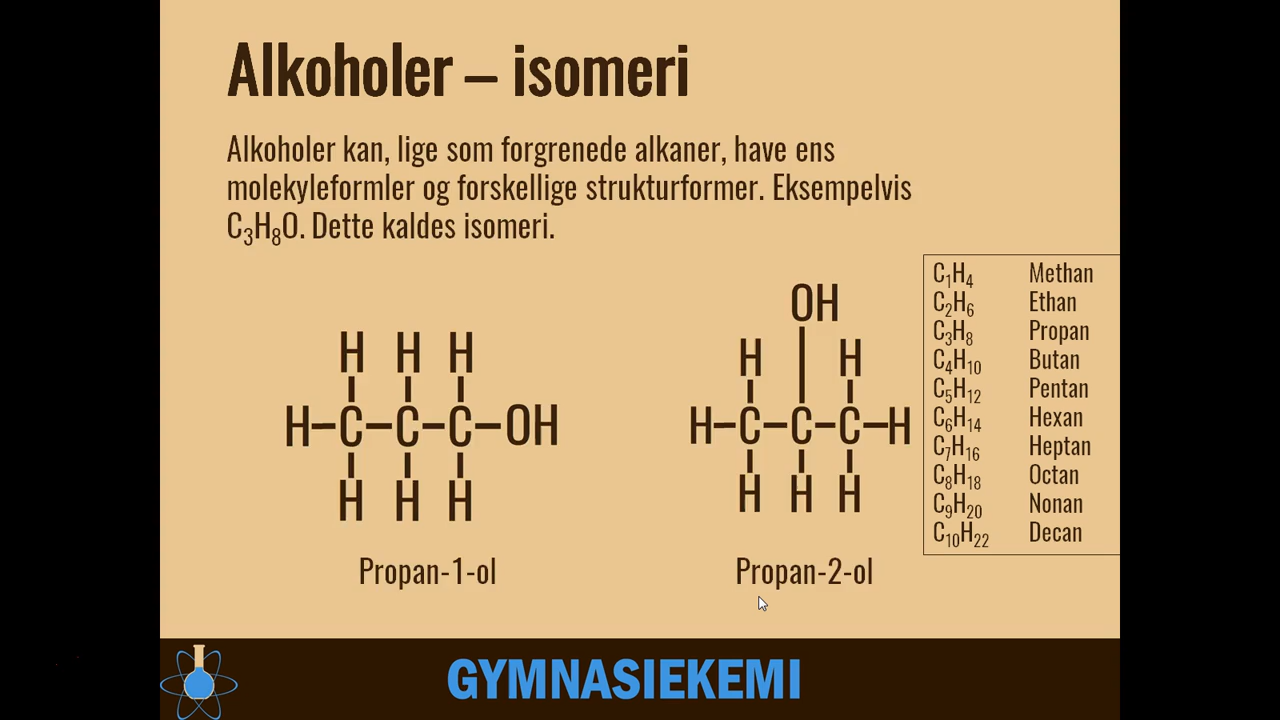 Alkoholer – isomeri
Alkoholer kan, lige som forgrenede alkaner, have ens
molekyleformler og forskellige strukturformer. Eksempelvis
C₃H₈O. Dette kaldes isomeri.
H H H
H–C–C–C–OH
H H H
Propan-1-ol
OH
H H
H–C–C–C–H
H H H
Propan-2-ol
C₁H₄ Methan
C₂H₆ Ethan
C₃H₈ Propan
C₄H₁₀ Butan
C₅H₁₂ Pentan
C₆H₁₄ Hexan
C₇H₁₆ Heptan
C₈H₁₈ Octan
C₉H₂₀ Nonan
C₁₀H₂₂ Decan
GYMNASIEKEMI